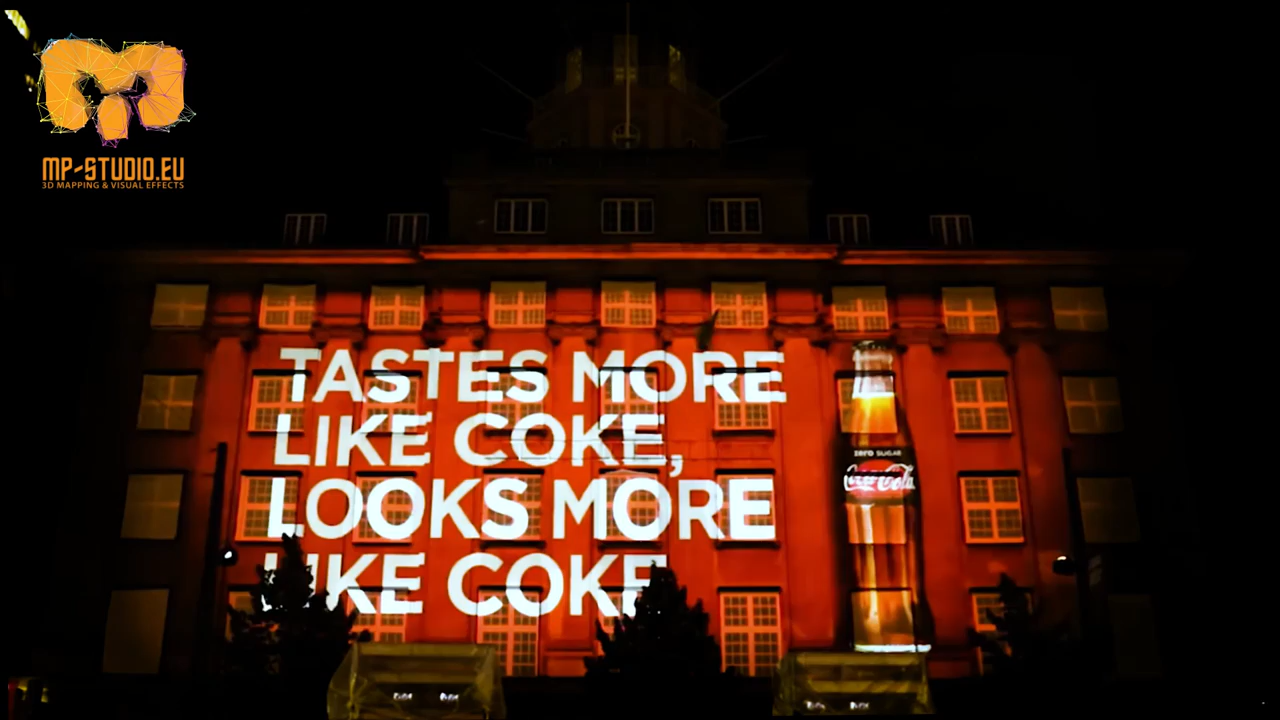 MP-STUDIO.EU
3D MAPPING & VISUAL EFFECTS
TASTES MORE
LIKE COKE,
LOOKS MORE
LIKE COKE
zero SUGAR
Coca-Cola